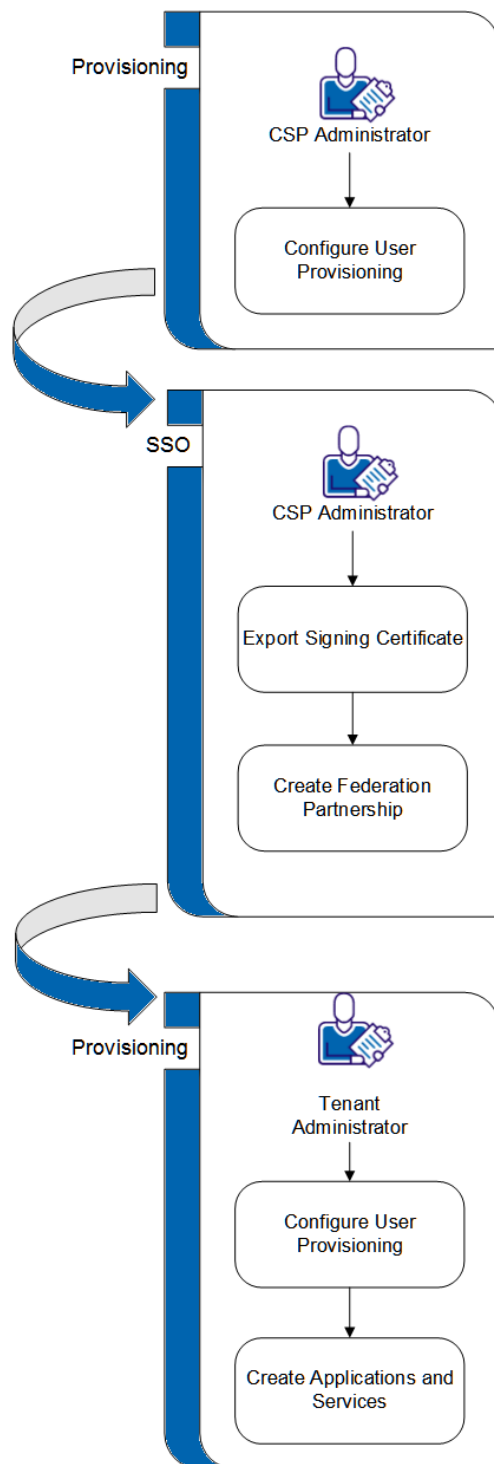 Provisioning
CSP Administrator
Configure User
Provisioning
SSO
CSP Administrator
Export Signing Certificate
Create Federation
Partnership
Provisioning
Tenant
Administrator
Configure User
Provisioning
Create Applications and
Services